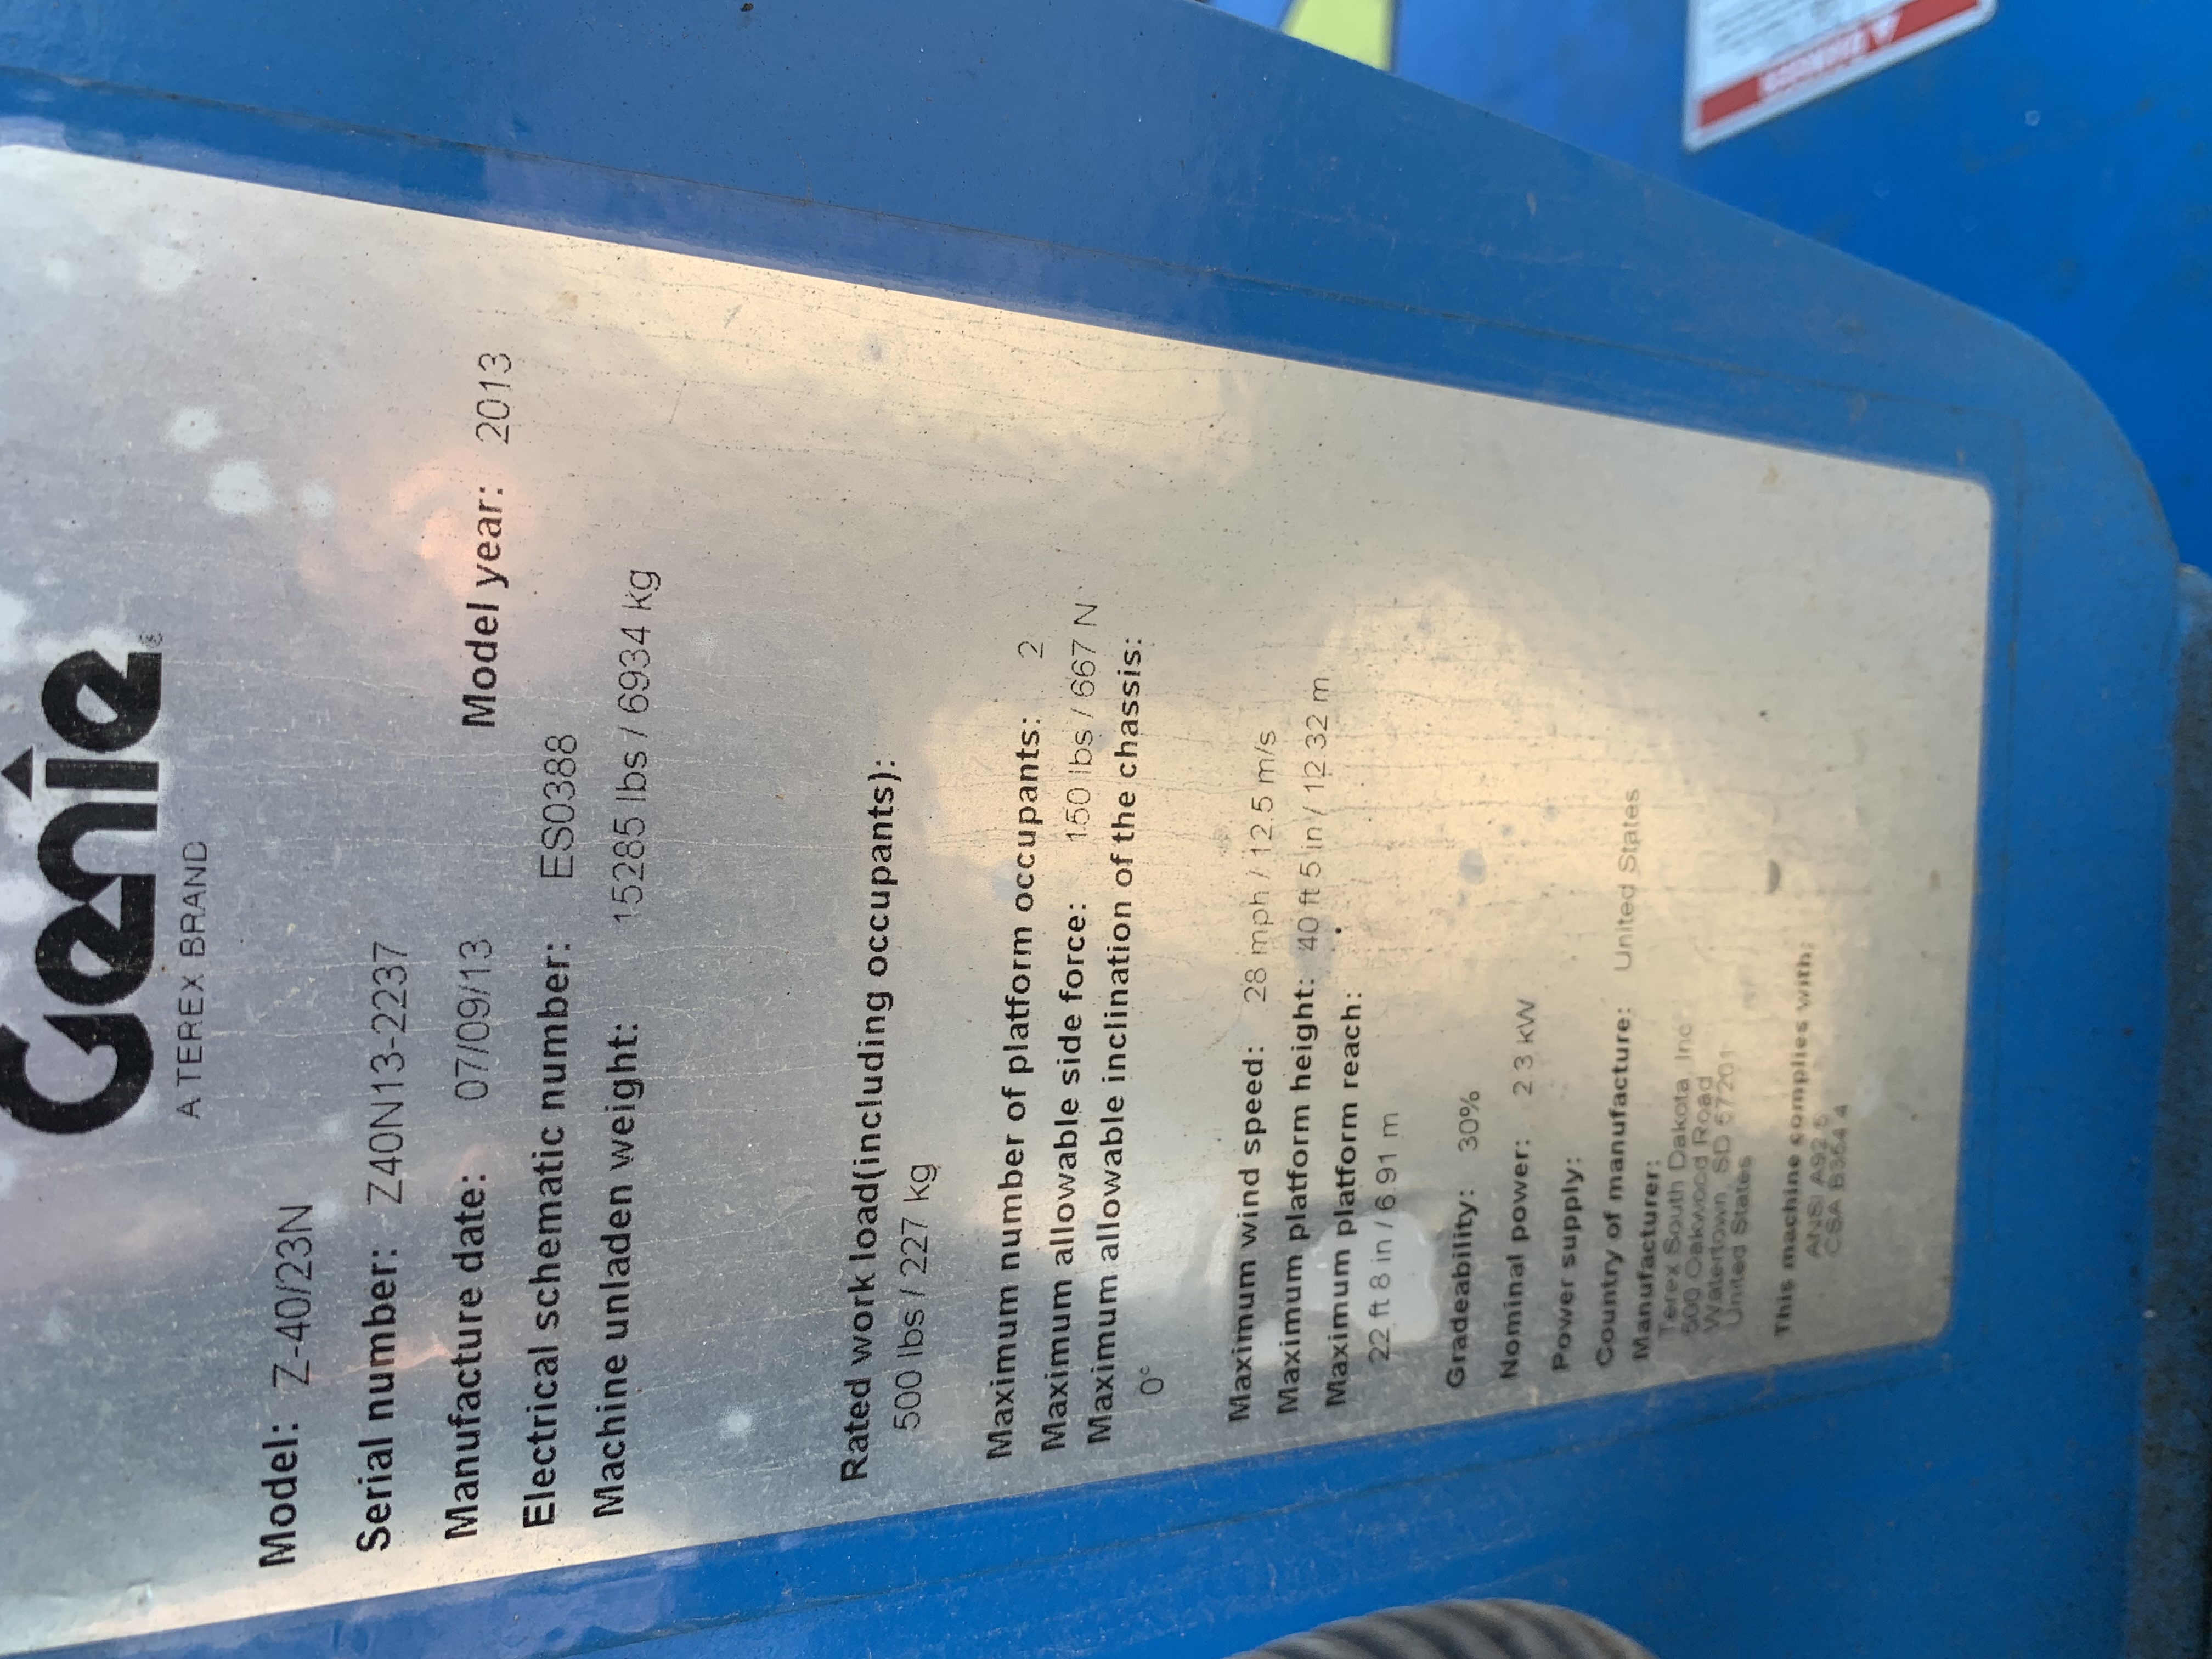 Genie
A TEREX BRAND
Model: Z-40/23N
Serial number: Z40N13-2237
Manufacture date: 07/09/13 Model year: 2013
Electrical schematic number: ES0388
Machine unladen weight: 15285 lbs / 6934 kg
Rated work load(including occupants):
500 lbs / 227 kg
Maximum number of platform occupants: 2
Maximum allowable side force: 150 lbs / 667 N
Maximum allowable inclination of the chassis:
0°
Maximum wind speed: 28 mph / 12.5 m/s
Maximum platform height: 40 ft 5 in / 12.32 m
Maximum platform reach:
22 ft 8 in / 6.91 m
Gradeability: 30%
Nominal power: 2.3 kW
Power supply:
Country of manufacture: United States
Manufacturer:
Terex South Dakota, Inc
500 Oakwood Road
Watertown, SD 57201
United States
This machine complies with:
ANSI A92.5
CSA B354.4
DANGER